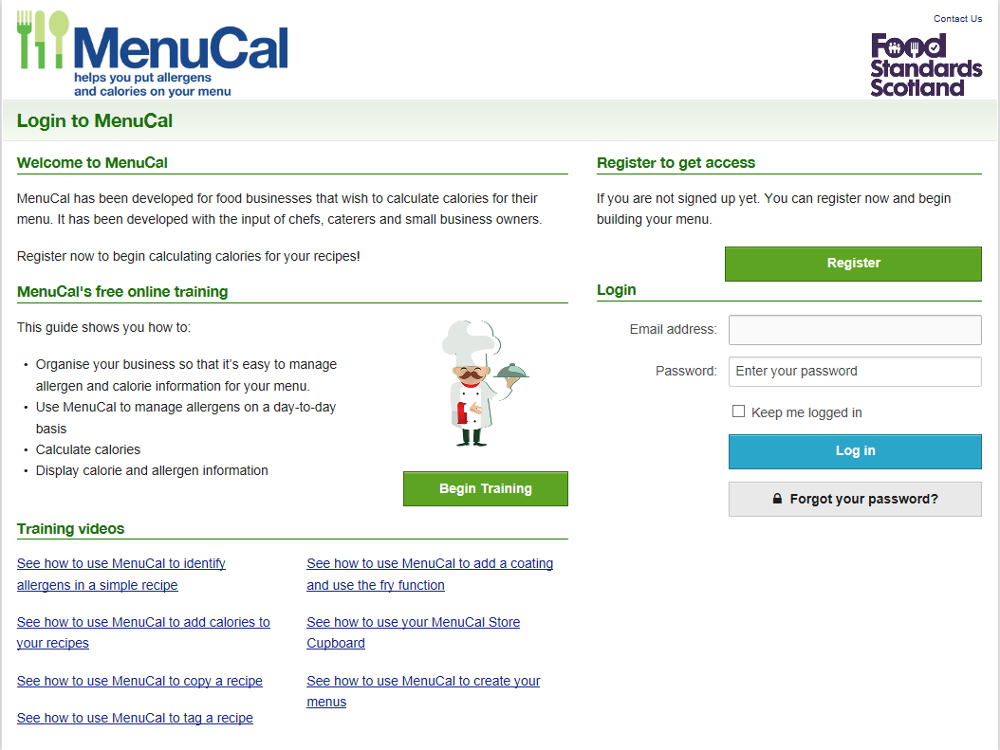 MenuCal
helps you put allergens
and calories on your menu
Contact Us
Food
Standards
Scotland
Login to MenuCal
Welcome to MenuCal
MenuCal has been developed for food businesses that wish to calculate calories for their
menu. It has been developed with the input of chefs, caterers and small business owners.
Register now to begin calculating calories for your recipes!
MenuCal's free online training
This guide shows you how to:
• Organise your business so that it's easy to manage
allergen and calorie information for your menu.
• Use MenuCal to manage allergens on a day-to-day
basis
• Calculate calories
• Display calorie and allergen information
Begin Training
Training videos
See how to use MenuCal to identify
allergens in a simple recipe
See how to use MenuCal to add calories to
your recipes
See how to use MenuCal to copy a recipe
See how to use MenuCal to tag a recipe
See how to use MenuCal to add a coating
and use the fry function
See how to use your MenuCal Store
Cupboard
See how to use MenuCal to create your
menus
Register to get access
If you are not signed up yet. You can register now and begin
building your menu.
Register
Login
Email address:
Password: Enter your password
Keep me logged in
Log in
Forgot your password?